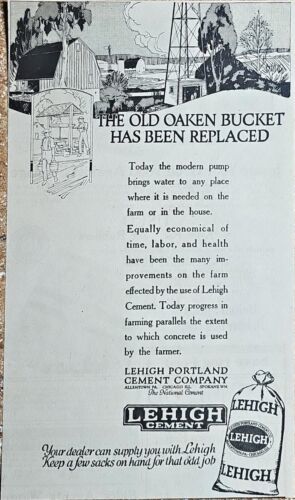 THE OLD OAKEN BUCKET
HAS BEEN REPLACED
Today the modern pump
brings water to any place
where it is needed on the
farm or in the house.
Equally economical of
time, labor, and health
have been the many im-
provements on the farm
effected by the use of Lehigh
Cement. Today progress in
farming parallels the extent
to which concrete is used
by the farmer.
LEHIGH PORTLAND
CEMENT COMPANY
ALLENTOWN PA. CHICAGO ILL. SPOKANE WN.
The National Cement
LEHIGH
CEMENT
LEHIGH
LEHIGH
LEHIGH
Your dealer can supply you with Lehigh
Keep a few sacks on hand for that odd job